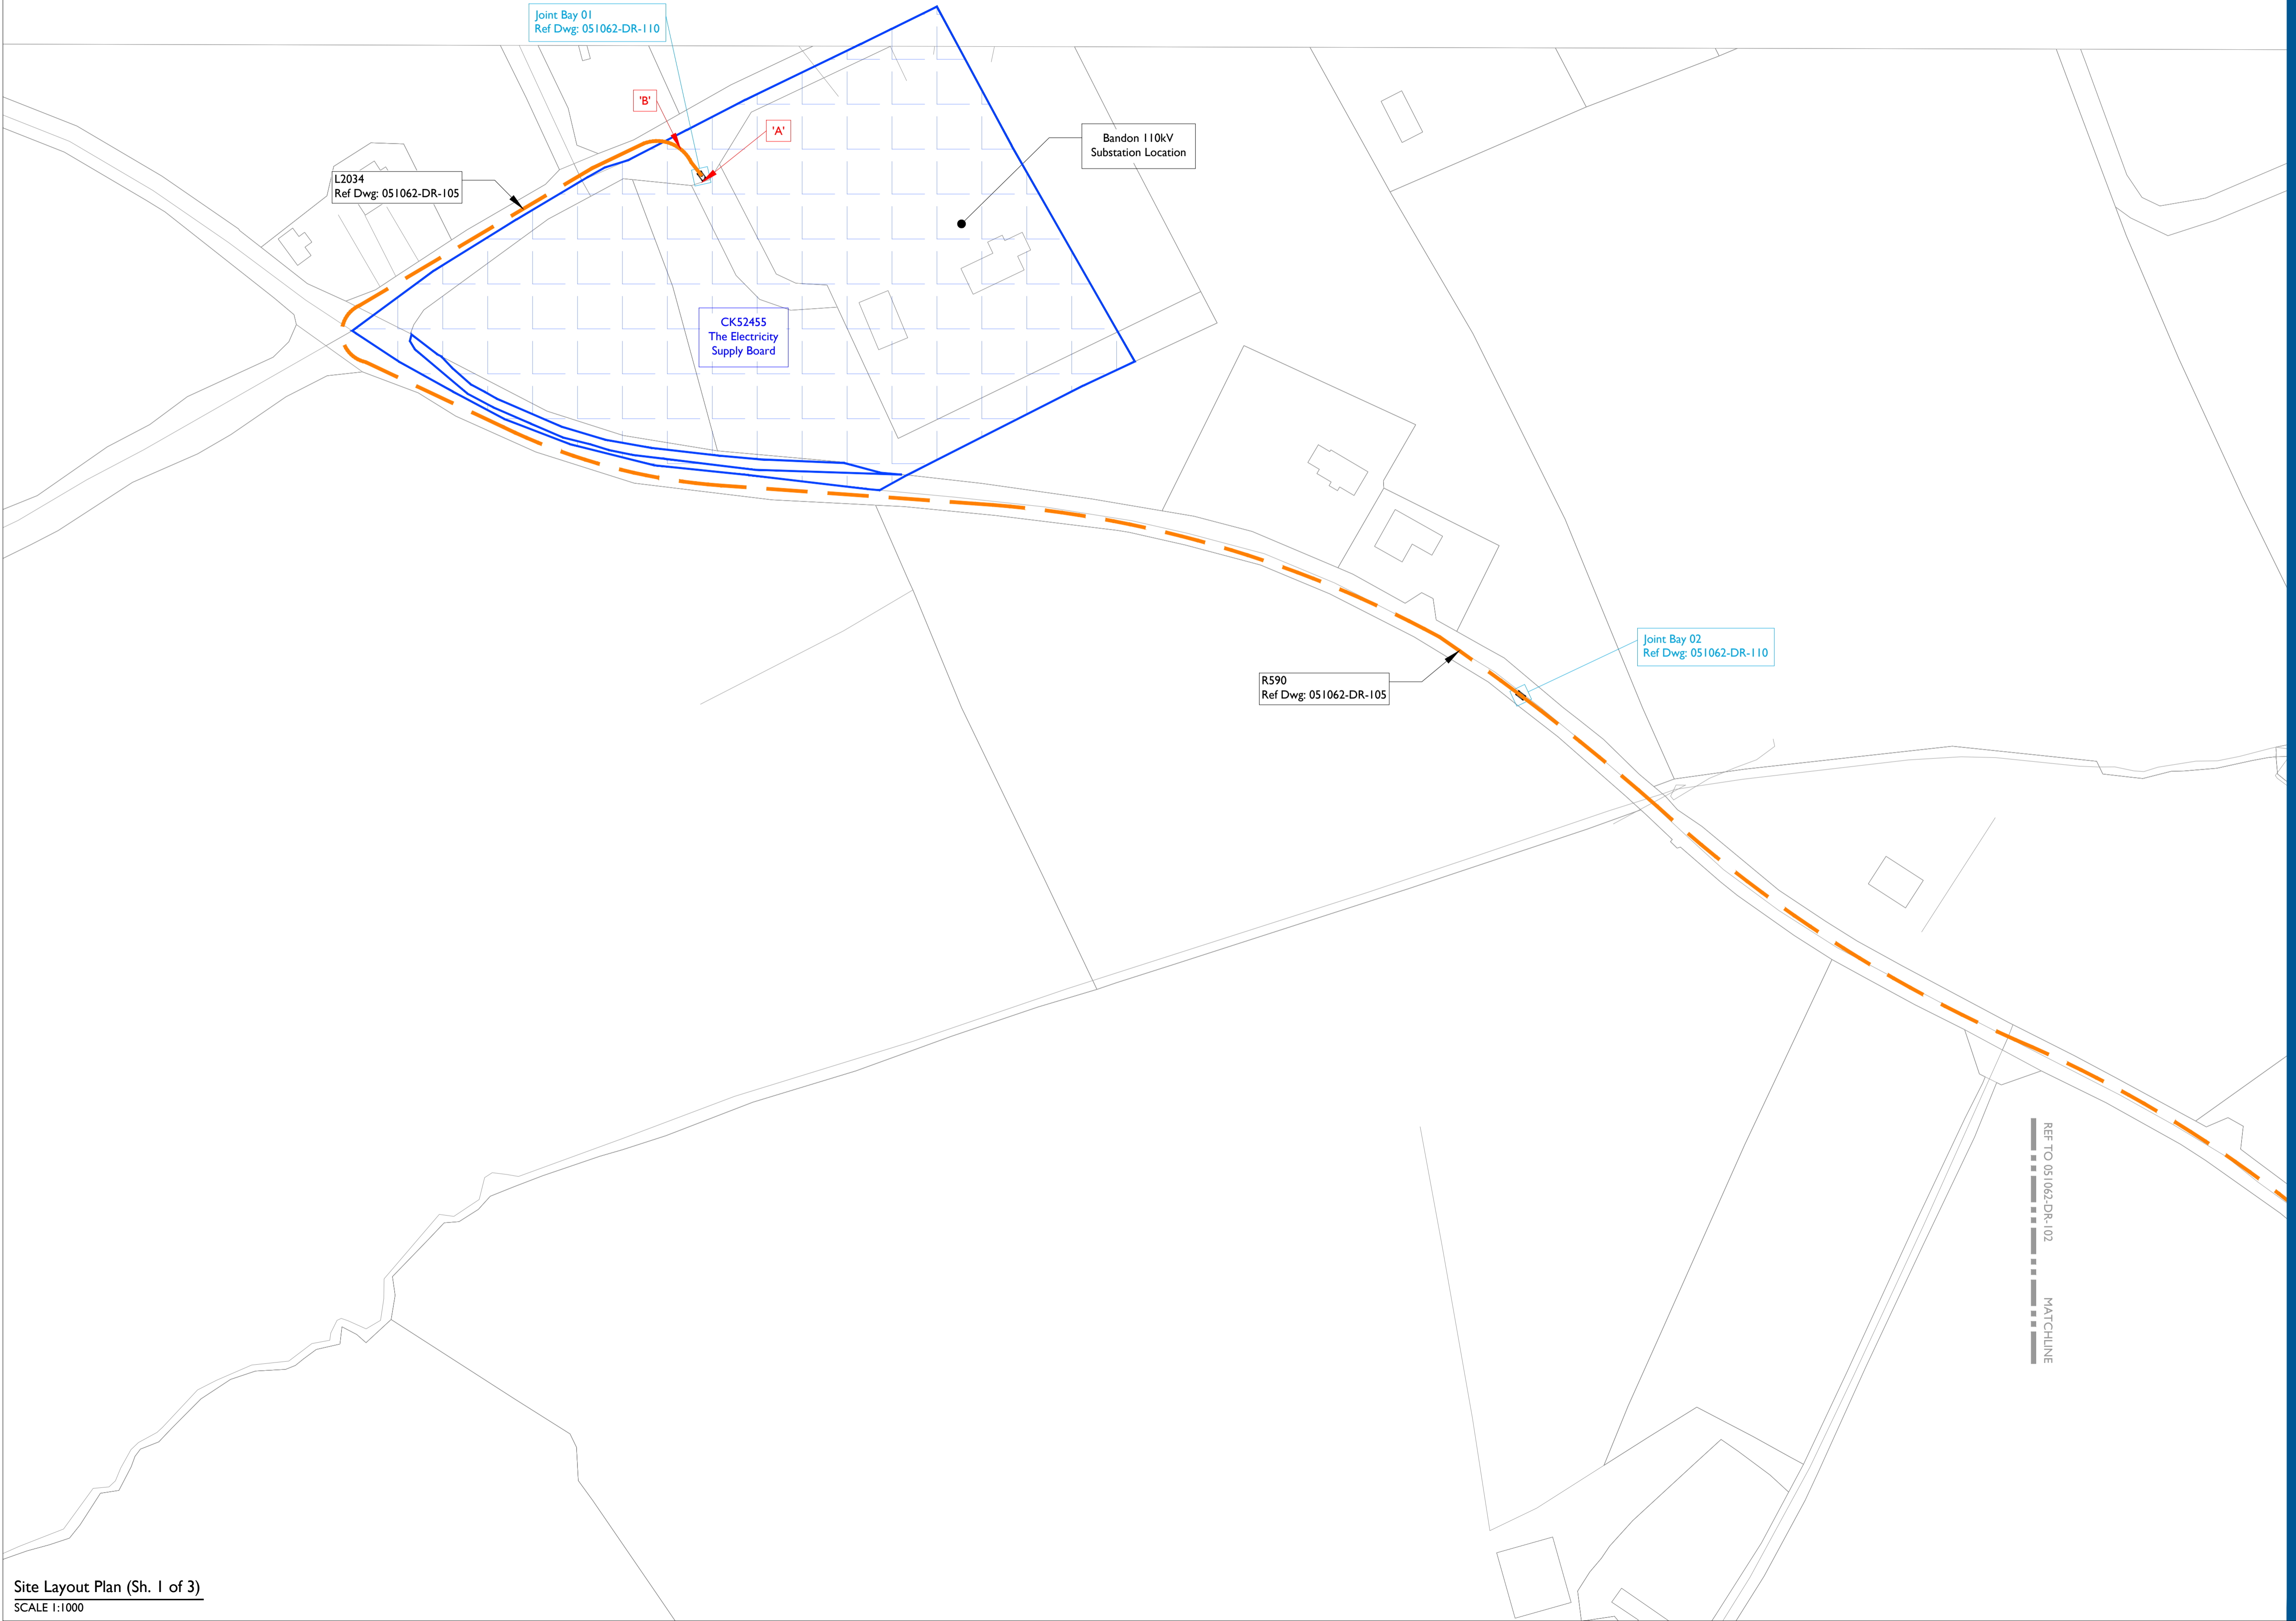 Joint Bay 01
Ref Dwg: 051062-DR-110
'B'
'A'
Bandon 110kV
Substation Location
L2034
Ref Dwg: 051062-DR-105
CK52455
The Electricity
Supply Board
Joint Bay 02
Ref Dwg: 051062-DR-110
R590
Ref Dwg: 051062-DR-105
REF TO 051062-DR-102 MATCHLINE
Site Layout Plan (Sh. 1 of 3)
SCALE 1:1000